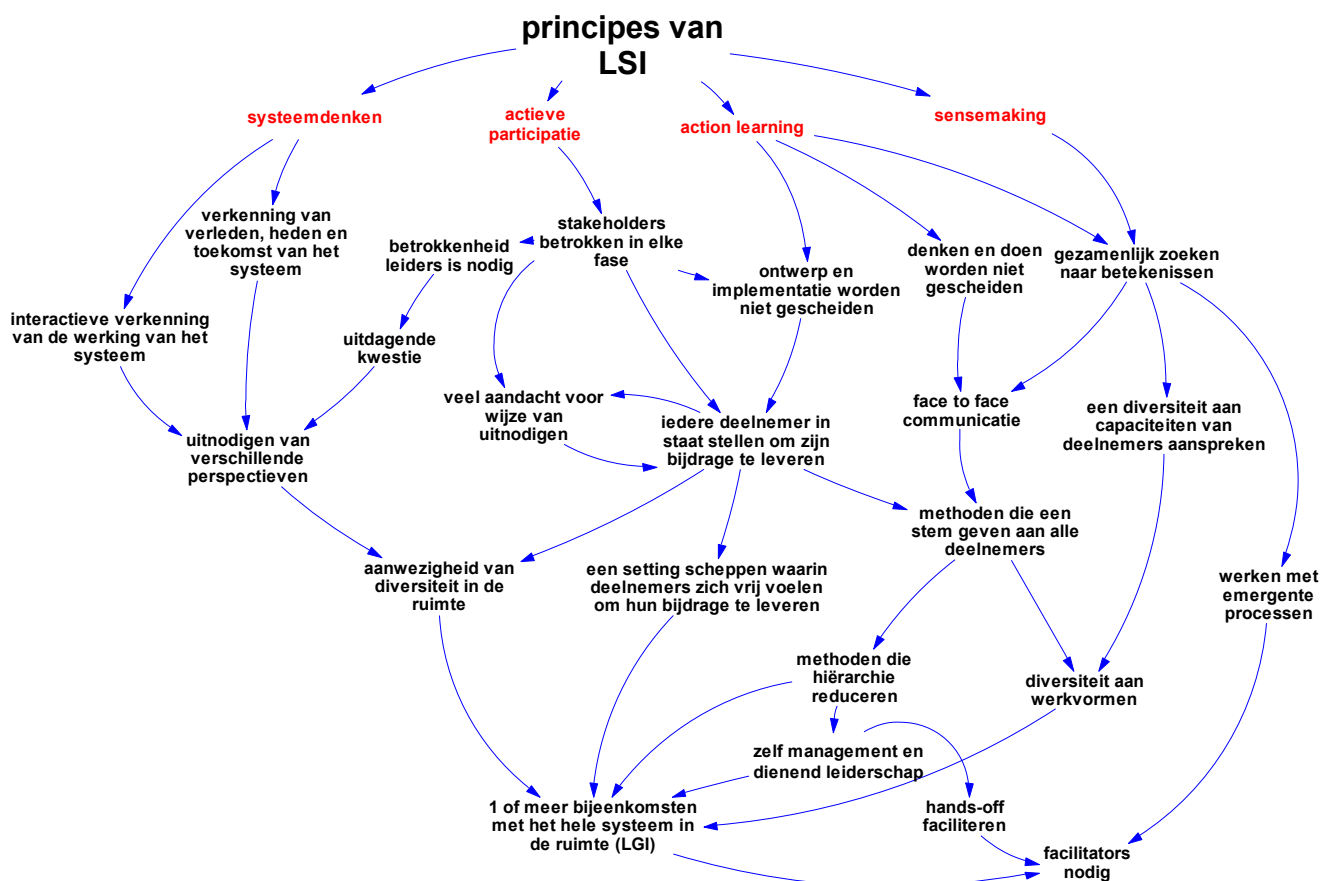 principes van
LSI
systeemdenken
actieve
participatie
action learning
sensemaking
verkenning van
verleden, heden en
toekomst van het
systeem
betrokkenheid
leiders is nodig
stakeholders
betrokken in elke
fase
ontwerp en
implementatie worden
niet gescheiden
denken en doen
worden niet
gescheiden
gezamenlijk zoeken
naar betekenissen
interactieve verkenning
van de werking van het
systeem
uitdagende
kwestie
veel aandacht voor
wijze van
uitnodigen
iedere deelnemer in
staat stellen om zijn
bijdrage te leveren
face to face
communicatie
een diversiteit aan
capaciteiten van
deelnemers aanspreken
uitnodigen van
verschillende
perspectieven
methoden die een
stem geven aan alle
deelnemers
aanwezigheid van
diversiteit in de
ruimte
een setting scheppen waarin
deelnemers zich vrij voelen
om hun bijdrage te leveren
werken met
emergente
processen
methoden die
hiërarchie
reduceren
diversiteit aan
werkvormen
zelf management en
dienend leiderschap
1 of meer bijeenkomsten
met het hele systeem in
de ruimte (LGI)
hands-off
faciliteren
facilitators
nodig